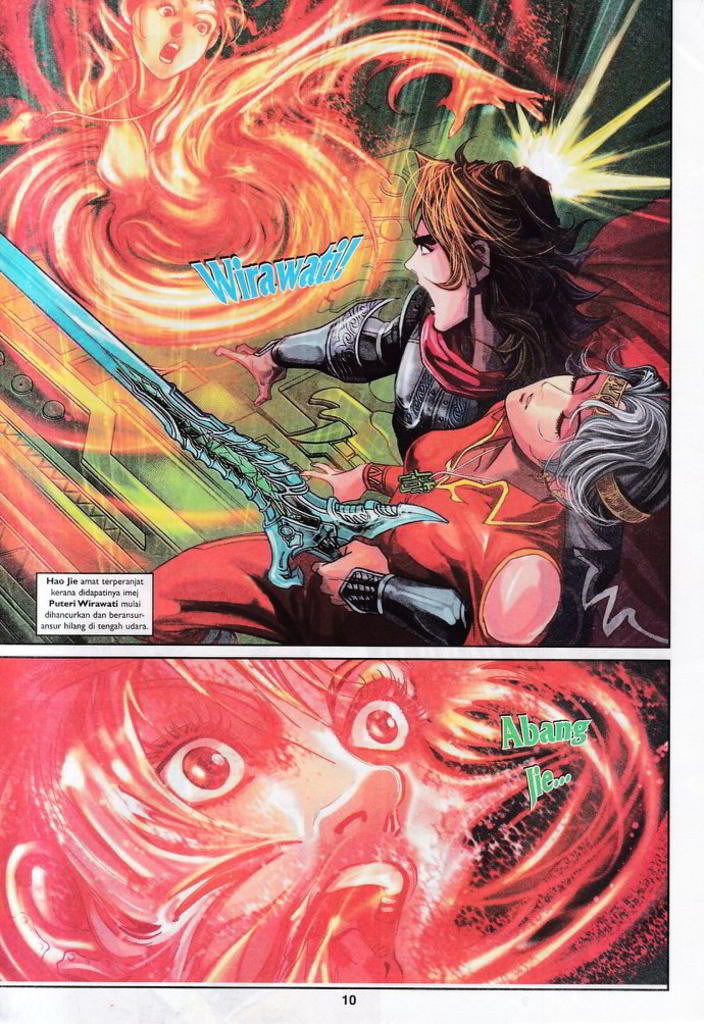 Wirawati!
Hao Jie amat terperanjat
kerana didapatinya imej
Puteri Wirawati mulai
dihancurkan dan beransur-
ansur hilang di tengah udara.
Abang
Jie...
10